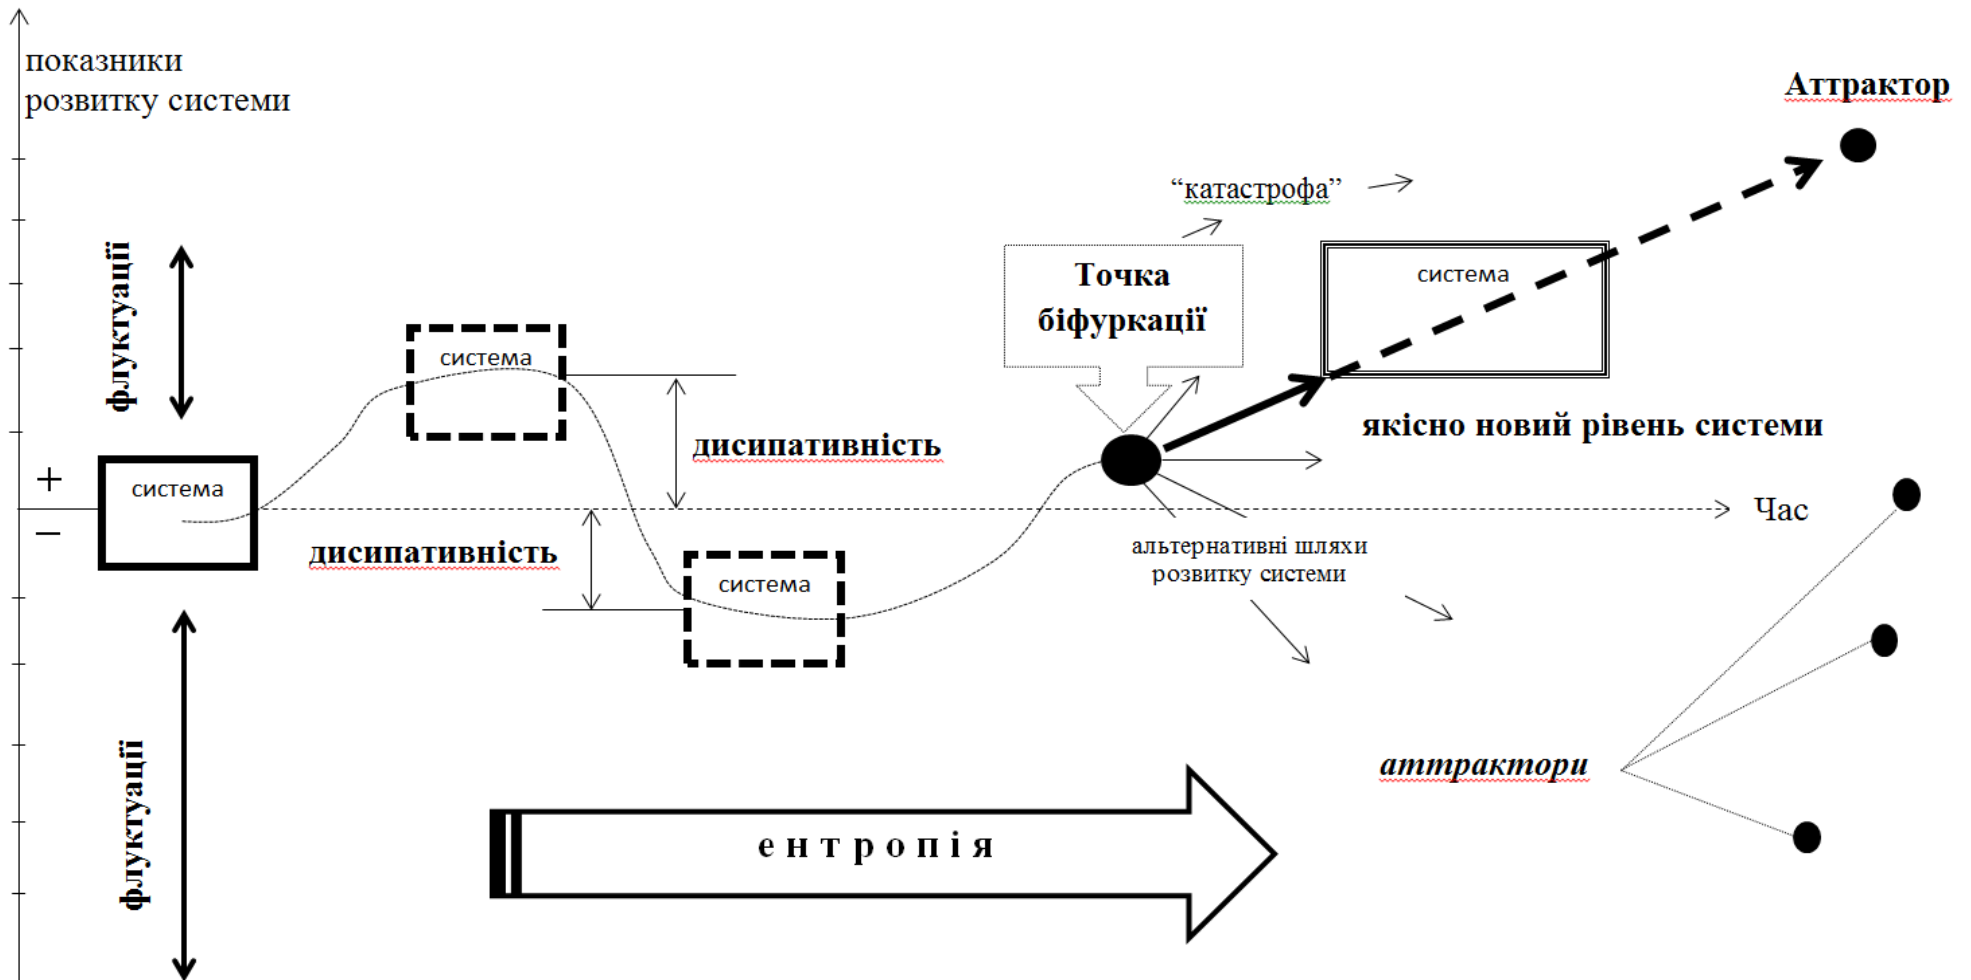 показники
розвитку системи
Аттрактор
“катастрофа”
флуктуації
Точка
біфуркації
система
система
якісно новий рівень системи
дисипативність
+
система
–
Час
дисипативність
система
альтернативні шляхи
розвитку системи
флуктуації
аттрактори
ентропія